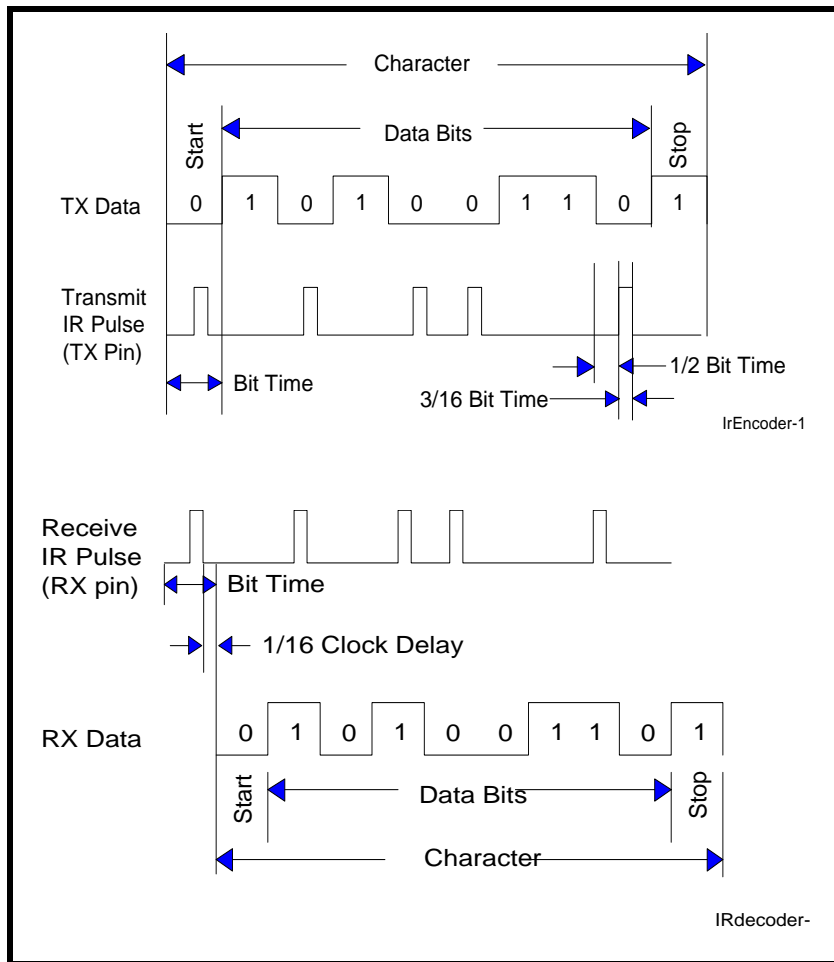 Character
Start
Data Bits
Stop
TX Data
0 1 0 1 0 0 1 1 0 1
Transmit
IR Pulse
(TX Pin)
Bit Time
1/2 Bit Time
3/16 Bit Time
IrEncoder-1
Receive
IR Pulse
(RX pin)
Bit Time
1/16 Clock Delay
RX Data
0 1 0 1 0 0 1 1 0 1
Start
Data Bits
Stop
Character
IRdecoder-